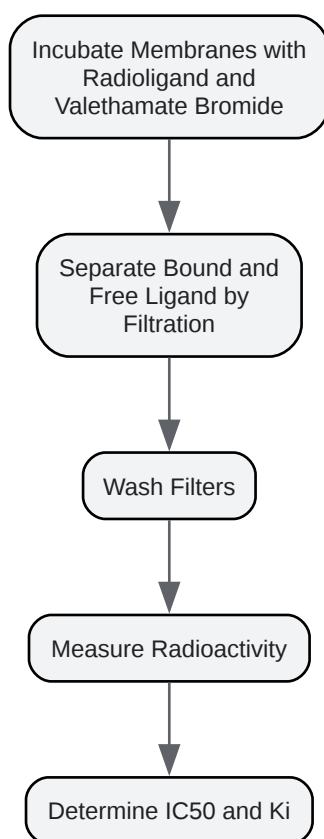 Incubate Membranes with
Radioligand and
Valethamate Bromide
Separate Bound and
Free Ligand by
Filtration
Wash Filters
Measure Radioactivity
Determine IC50 and Ki